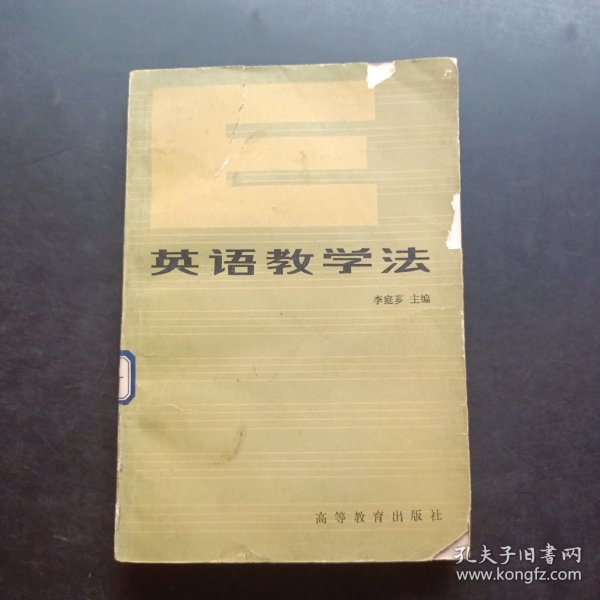 英语教学法
李庭芗 主编
高等教育出版社
孔夫子旧书网
www.kongfz.com